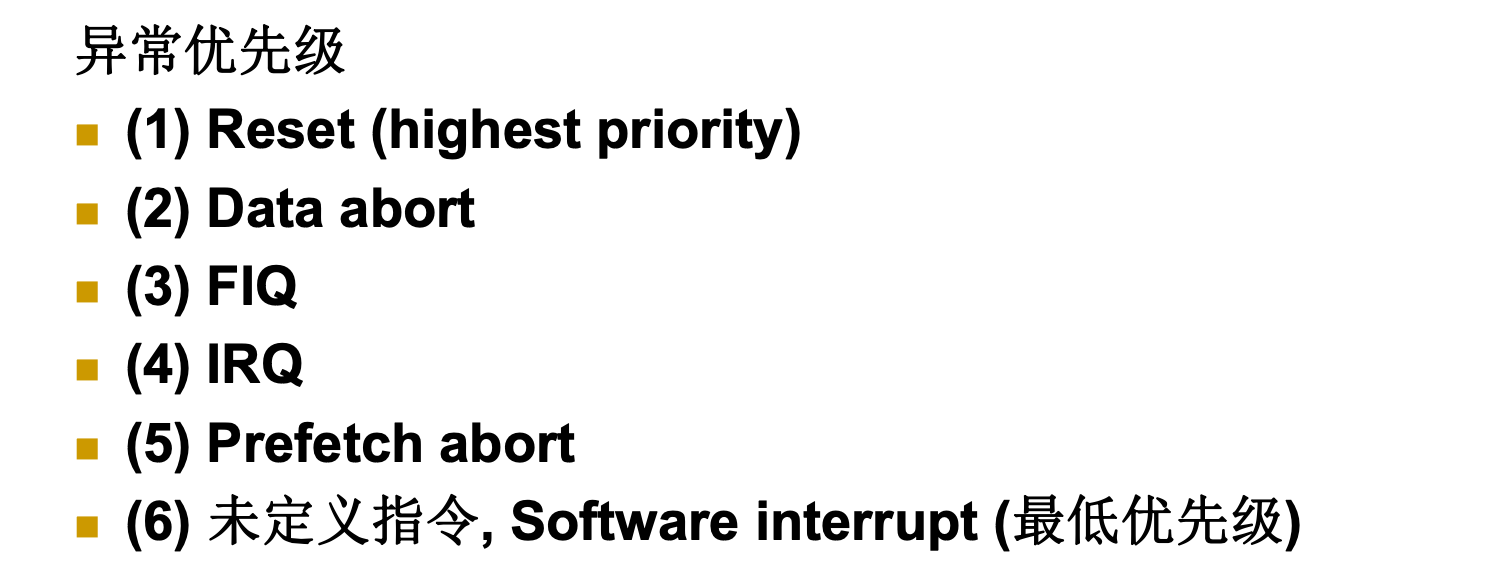 异常优先级
(1) Reset (highest priority)
(2) Data abort
(3) FIQ
(4) IRQ
(5) Prefetch abort
(6) 未定义指令, Software interrupt (最低优先级)